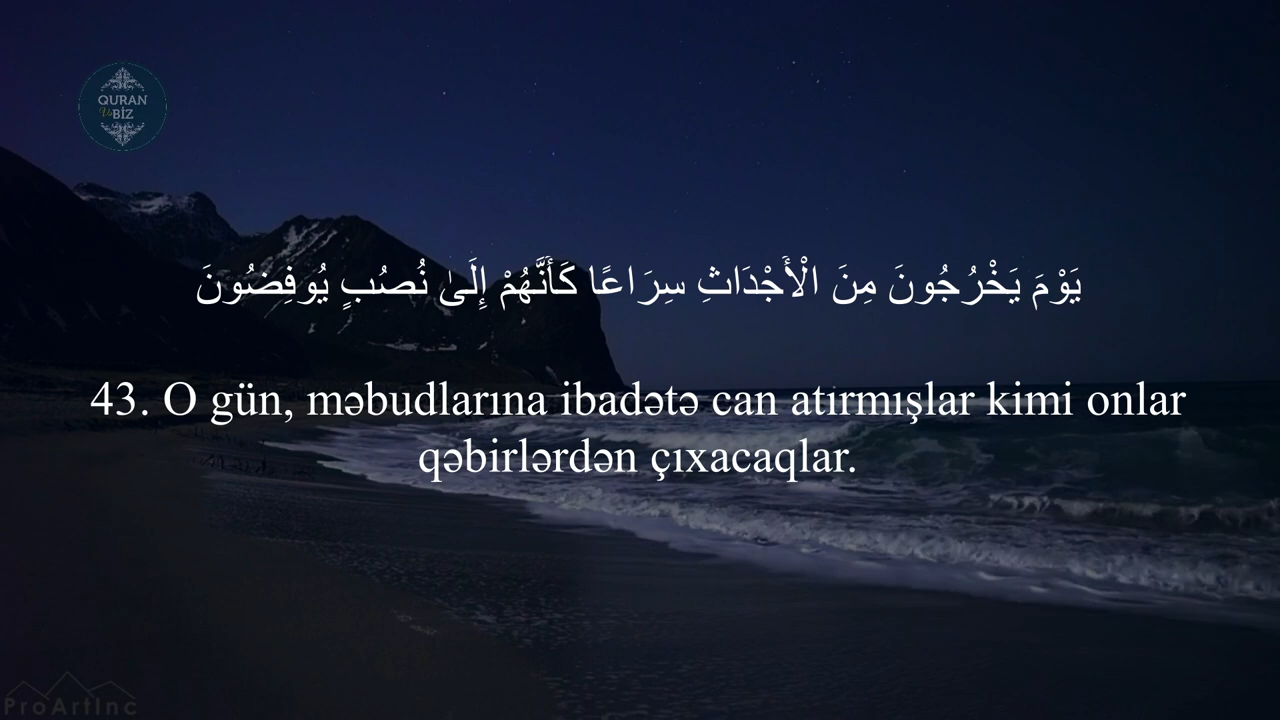 QURAN
Və BİZ
يَوْمَ يَخْرُجُونَ مِنَ الْأَجْدَاثِ سِرَاعًا كَأَنَّهُمْ إِلَىٰ نُصُبٍ يُوفِضُونَ
43. O gün, məbudlarına ibadətə can atırmışlar kimi onlar
qəbirlərdən çıxacaqlar.
ProArtInc